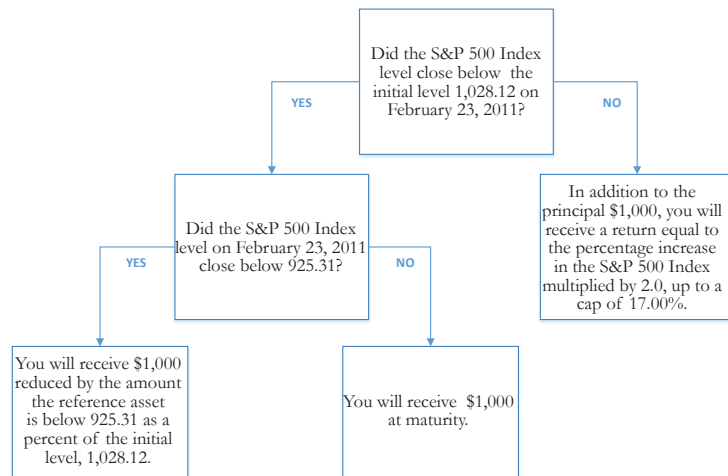 Did the S&P 500 Index
level close below the
initial level 1,028.12 on
February 23, 2011?
YES
NO
Did the S&P 500 Index
level on February 23, 2011
close below 925.31?
In addition to the
principal $1,000, you will
receive a return equal to
the percentage increase
in the S&P 500 Index
multiplied by 2.0, up to a
cap of 17.00%.
YES
NO
You will receive $1,000
reduced by the amount
the reference asset
is below 925.31 as a
percent of the initial
level, 1,028.12.
You will receive $1,000
at maturity.